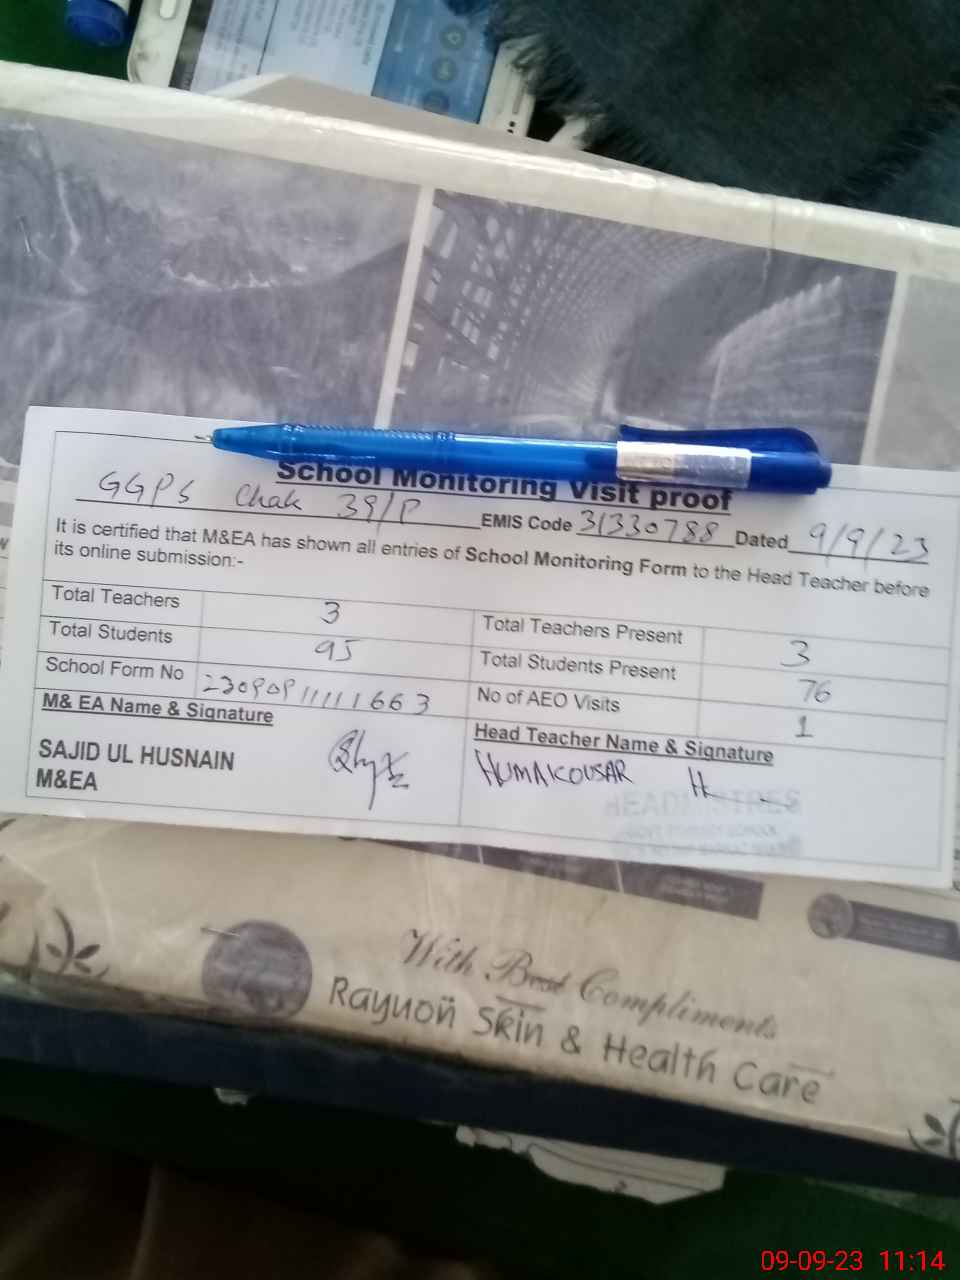 School Monitoring Visit proof
GGPS Chak 39/P EMIS Code 31330788 Dated 9/9/23
It is certified that M&EA has shown all entries of School Monitoring Form to the Head Teacher before
its online submission:-
Total Teachers 3 Total Teachers Present 3
Total Students 95 Total Students Present 76
School Form No 230909111111663 No of AEO Visits 1
M& EA Name & Signature Head Teacher Name & Signature
SAJID UL HUSNAIN HUMAKOUSAR
M&EA
HEADMISTRES
With Best Compliments
Rayuon Skin & Health Care
09-09-23 11:14